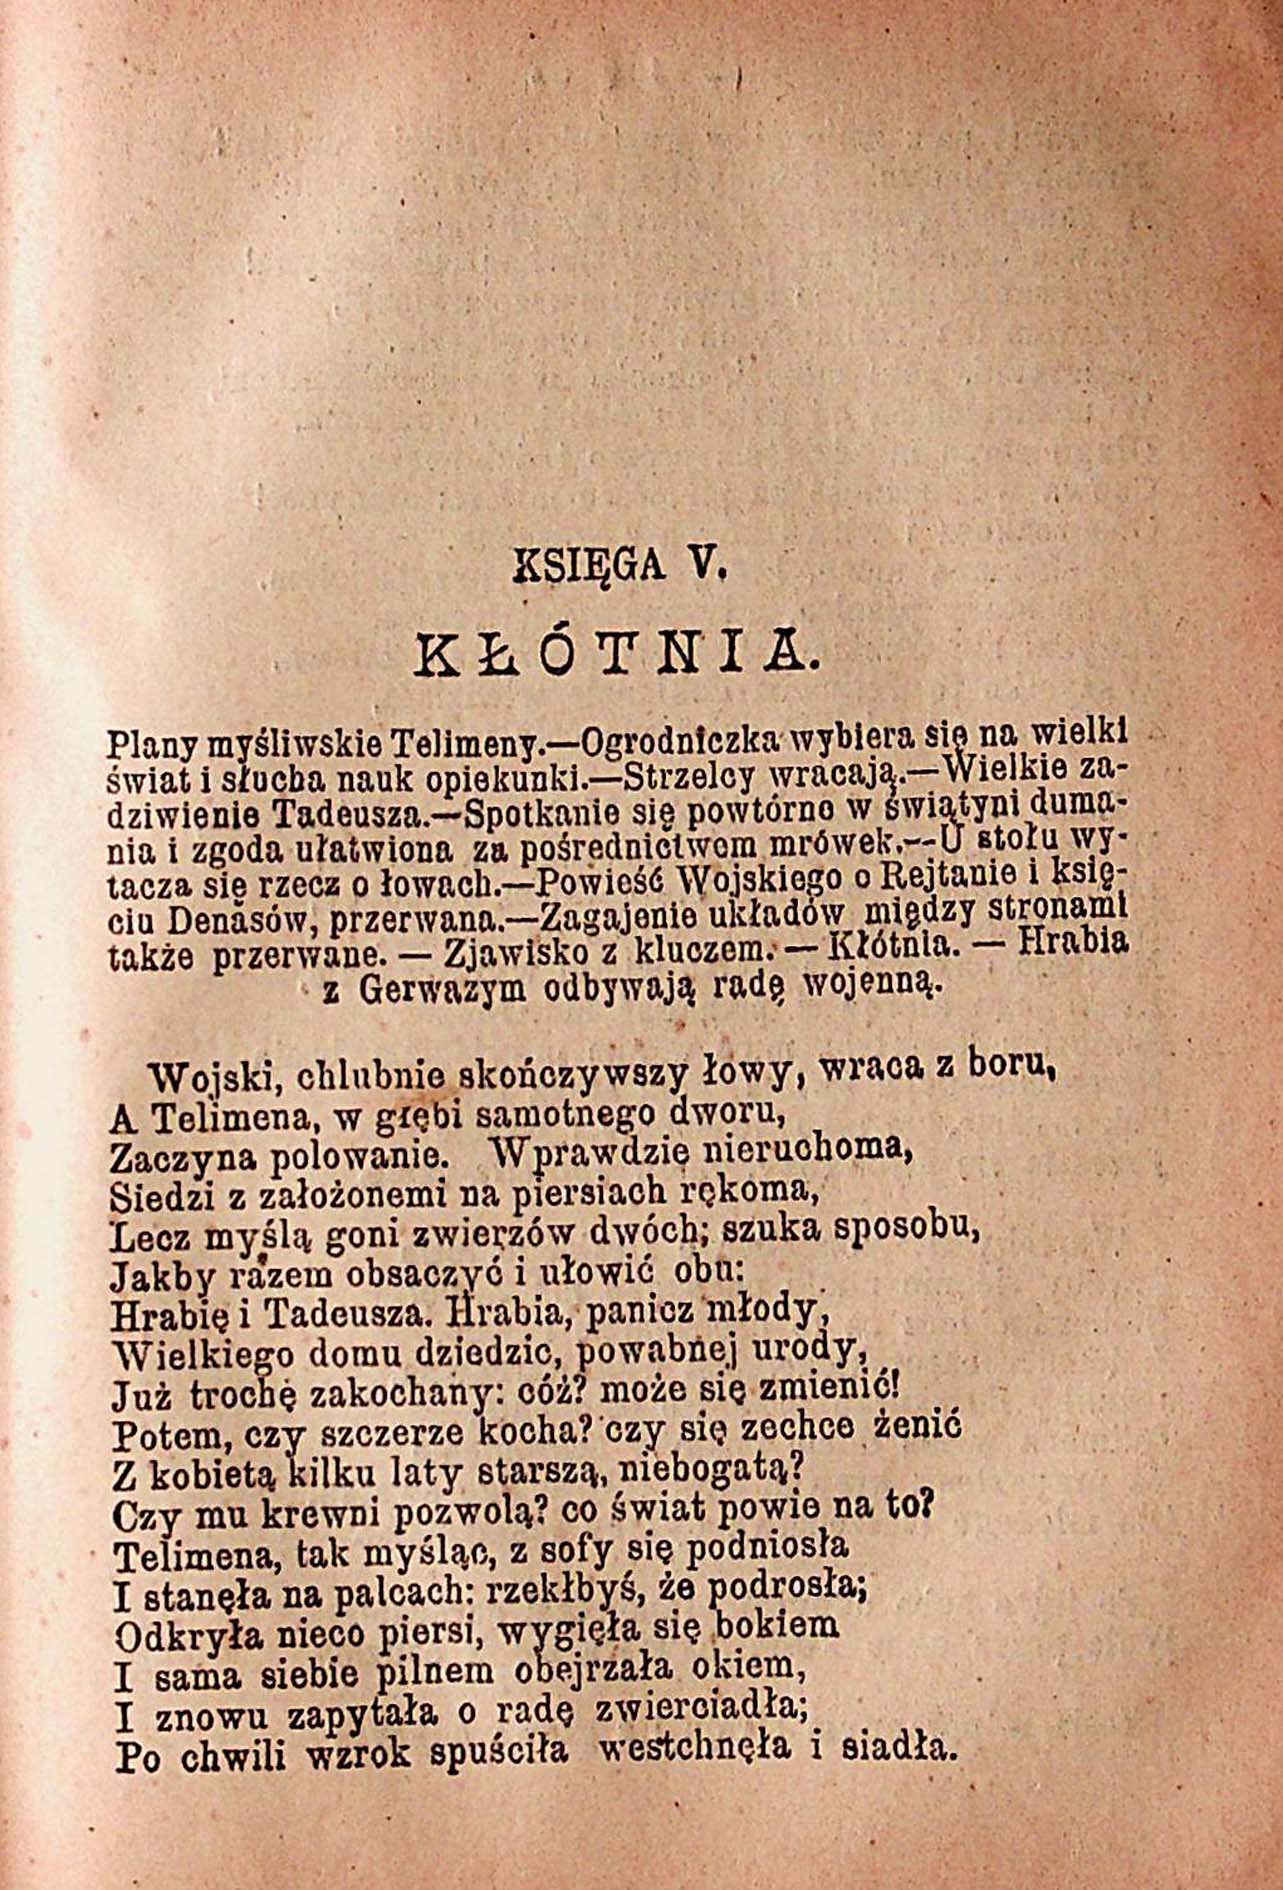 KSIĘGA V.
KŁÓTNIA.
Plany myśliwskie Telimeny.—Ogrodniczka wybiera się na wielki
świat i słucha nauk opiekunki.—Strzelcy wracają.—Wielkie za-
dziwienie Tadeusza.—Spotkanie się powtórne w świątyni duma-
nia i zgoda ułatwiona za pośrednictwem mrówek.--U stołu wy-
tacza się rzecz o łowach.—Powieść Wojskiego o Rejtanie i księ-
ciu Denasów, przerwana.—Zagajenie układów między stronami
także przerwane. — Zjawisko z kluczem. — Kłótnia. — Hrabia
z Gerwazym odbywają radę wojenną.
Wojski, chlubnie skończywszy łowy, wraca z boru,
A Telimena, w głębi samotnego dworu,
Zaczyna polowanie. Wprawdzie nieruchoma,
Siedzi z założonemi na piersiach rękoma,
Lecz myślą goni zwierzów dwóch; szuka sposobu,
Jakby razem obsaczyć i ułowić obu:
Hrabię i Tadeusza. Hrabia, panicz młody,
Wielkiego domu dziedzic, powabnej urody,
Już trochę zakochany: cóż? może się zmienić!
Potem, czy szczerze kocha? czy się zechce żenić
Z kobietą kilku laty starszą, niebogatą?
Czy mu krewni pozwolą? co świat powie na to?
Telimena, tak myśląc, z sofy się podniosła
I stanęła na palcach: rzekłbyś, że podrosła;
Odkryła nieco piersi, wygięła się bokiem
I sama siebie pilnem obejrzała okiem,
I znowu zapytała o radę zwierciadła;
Po chwili wzrok spuściła westchnęła i siadła.